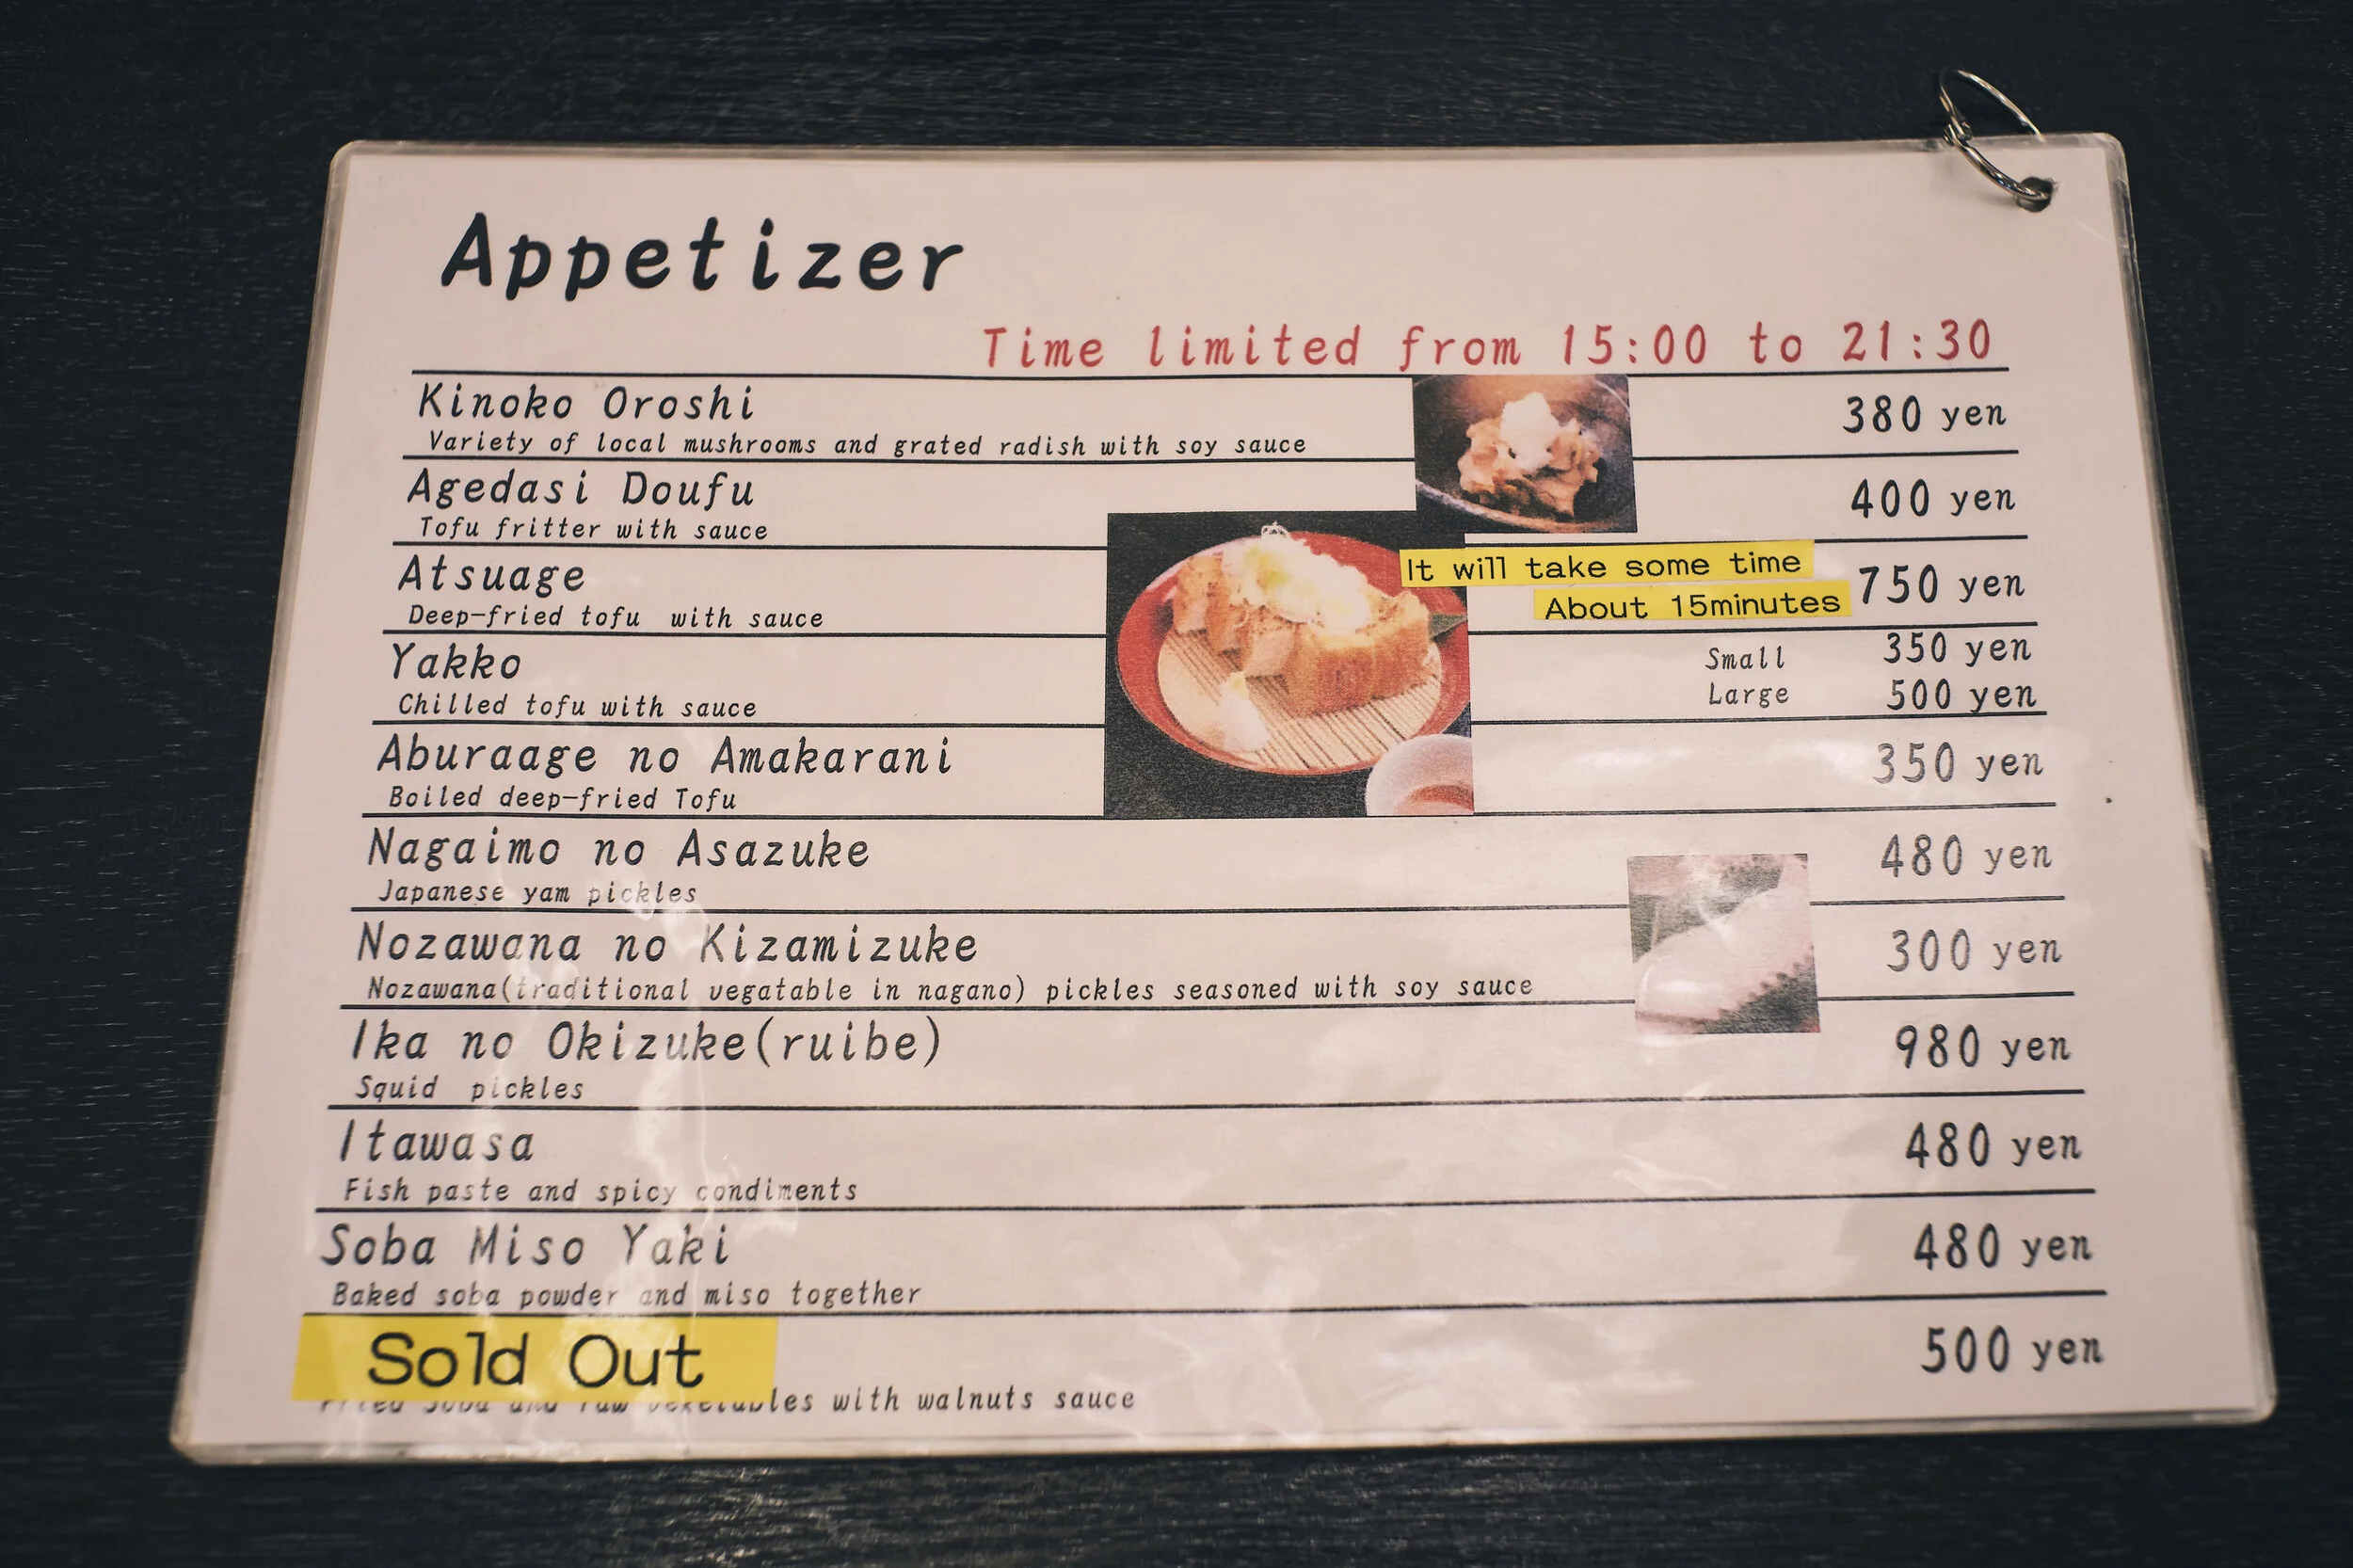 Appetizer
Time limited from 15:00 to 21:30
Kinoko Oroshi 380 yen
Variety of local mushrooms and grated radish with soy sauce
Agedasi Doufu 400 yen
Tofu fritter with sauce
It will take some time
Atsuage 750 yen
About 15minutes
Deep-fried tofu with sauce
Yakko Small 350 yen
Large 500 yen
Chilled tofu with sauce
Aburaage no Amakarani 350 yen
Boiled deep-fried Tofu
Nagaimo no Asazuke 480 yen
Japanese yam pickles
Nozawana no Kizamizuke 300 yen
Nozawana(traditional vegatable in nagano) pickles seasoned with soy sauce
Ika no Okizuke(ruibe) 980 yen
Squid pickles
Itawasa 480 yen
Fish paste and spicy condiments
Soba Miso Yaki 480 yen
Baked soba powder and miso together
Sold Out 500 yen
with walnuts sauce